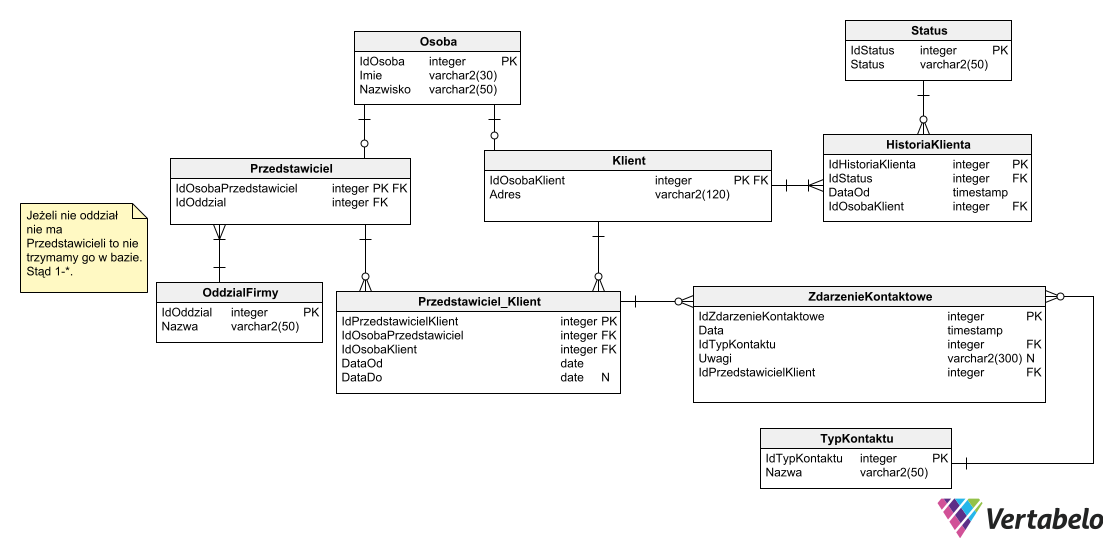 Osoba
IdOsoba integer PK
Imie varchar2(30)
Nazwisko varchar2(50)
Status
IdStatus integer PK
Status varchar2(50)
Przedstawiciel
IdOsobaPrzedstawiciel integer PK FK
IdOddzial integer FK
Klient
IdOsobaKlient integer PK FK
Adres varchar2(120)
HistoriaKlienta
IdHistoriaKlienta integer PK
IdStatus integer FK
DataOd timestamp
IdOsobaKlient integer FK
Jeżeli nie oddział
nie ma
Przedstawicieli to nie
trzymamy go w bazie.
Stąd 1-*.
OddzialFirmy
IdOddzial integer PK
Nazwa varchar2(50)
Przedstawiciel_Klient
IdPrzedstawicielKlient integer PK
IdOsobaPrzedstawiciel integer FK
IdOsobaKlient integer FK
DataOd date
DataDo date N
ZdarzenieKontaktowe
IdZdarzenieKontaktowe integer PK
Data timestamp
IdTypKontaktu integer FK
Uwagi varchar2(300) N
IdPrzedstawicielKlient integer FK
TypKontaktu
IdTypKontaktu integer PK
Nazwa varchar2(50)
Vertabelo